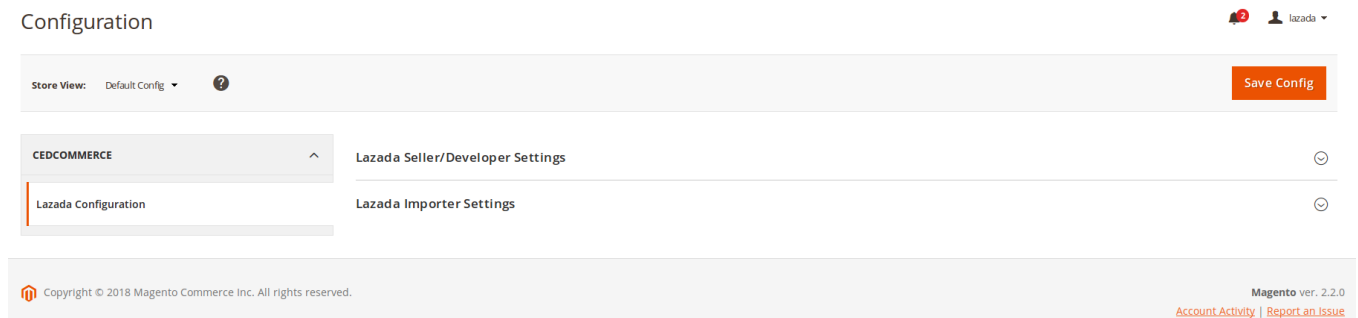 Configuration
2
lazada
Store View: Default Config
?
Save Config
CEDCOMMERCE
Lazada Seller/Developer Settings
Lazada Configuration
Lazada Importer Settings
Copyright © 2018 Magento Commerce Inc. All rights reserved.
Magento ver. 2.2.0
Account Activity | Report an Issue